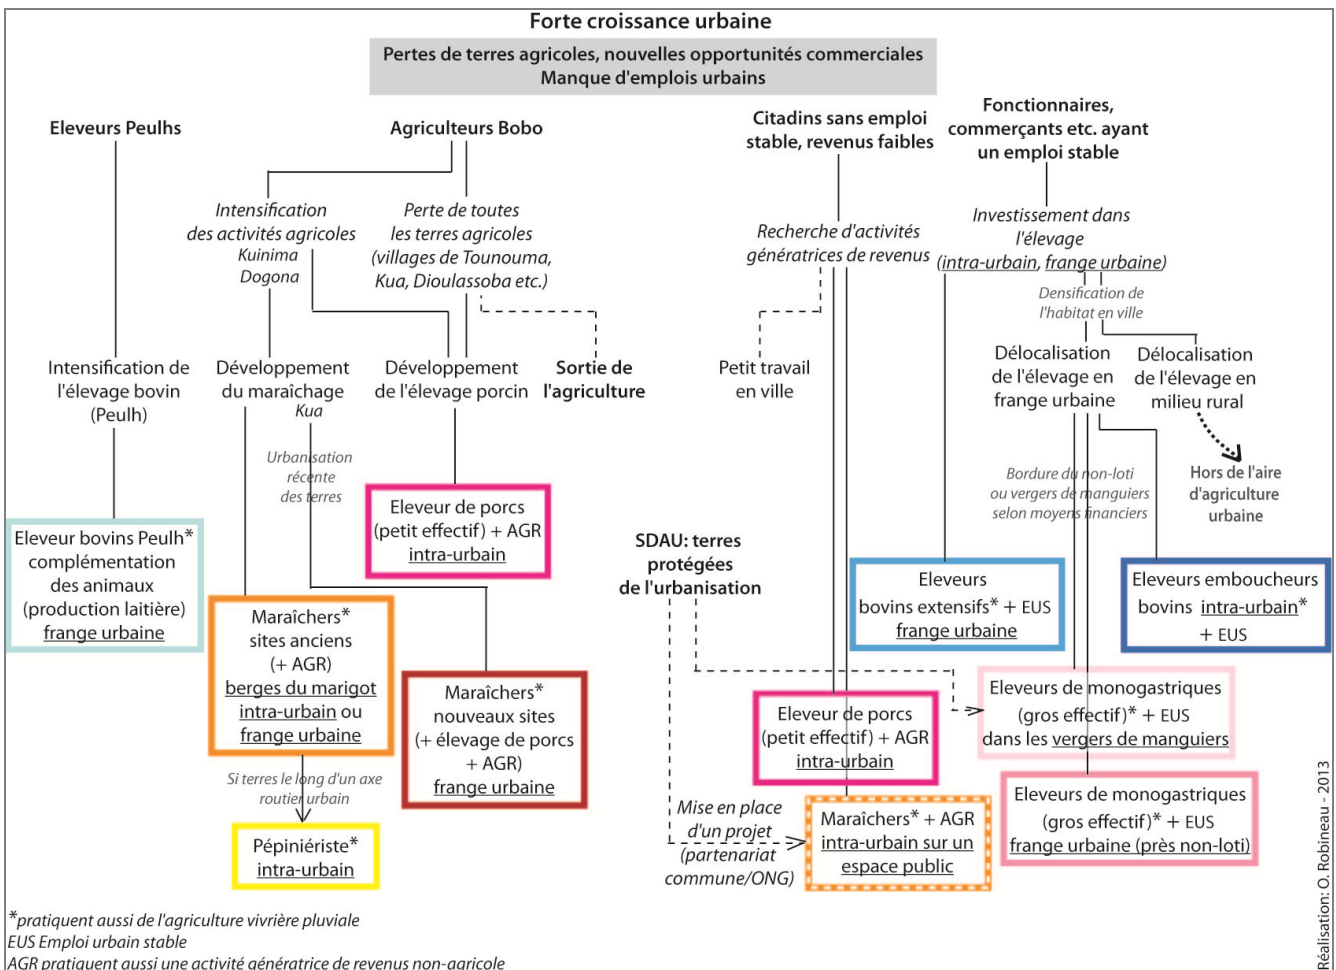 Forte croissance urbaine
Pertes de terres agricoles, nouvelles opportunités commerciales
Manque d'emplois urbains
Eleveurs Peulhs
Agriculteurs Bobo
Citadins sans emploi
stable, revenus faibles
Fonctionnaires,
commerçants etc. ayant
un emploi stable
Intensification
des activités agricoles
Kuinima
Dogona
Perte de toutes
les terres agricoles
(villages de Tounouma,
Kua, Dioulassoba etc.)
Recherche d'activités
génératrices de revenus
Investissement dans
l'élevage
(intra-urbain, frange urbaine)
Densification de
l'habitat en ville
Intensification de
l'élevage bovin
(Peulh)
Développement
du maraîchage
Kua
Développement
de l'élevage porcin
Sortie de
l'agriculture
Petit travail
en ville
Délocalisation
de l'élevage en
frange urbaine
Délocalisation
de l'élevage en
milieu rural
Urbanisation
récente
des terres
Bordure du non-loti
ou vergers de manguiers
selon moyens financiers
Hors de l'aire
d'agriculture
urbaine
Eleveur bovins Peulh*
complémentation
des animaux
(production laitière)
frange urbaine
Eleveur de porcs
(petit effectif) + AGR
intra-urbain
SDAU: terres
protégées
de l'urbanisation
Eleveurs
bovins extensifs* + EUS
frange urbaine
Eleveurs emboucheurs
bovins intra-urbain*
+ EUS
Maraîchers*
sites anciens
(+ AGR)
berges du marigot
intra-urbain ou
frange urbaine
Maraîchers*
nouveaux sites
(+ élevage de porcs
+ AGR)
frange urbaine
Eleveur de porcs
(petit effectif) + AGR
intra-urbain
Eleveurs de monogastriques
(gros effectif)* + EUS
dans les vergers de manguiers
Si terres le long d'un axe
routier urbain
Pépiniériste*
intra-urbain
Mise en place
d'un projet
(partenariat
commune/ONG)
Maraîchers* + AGR
intra-urbain sur un
espace public
Eleveurs de monogastriques
(gros effectif)* + EUS
frange urbaine (près non-loti)
*pratiquent aussi de l'agriculture vivrière pluviale
EUS Emploi urbain stable
AGR pratiquent aussi une activité génératrice de revenus non-agricole
Réalisation: O. Robineau - 2013